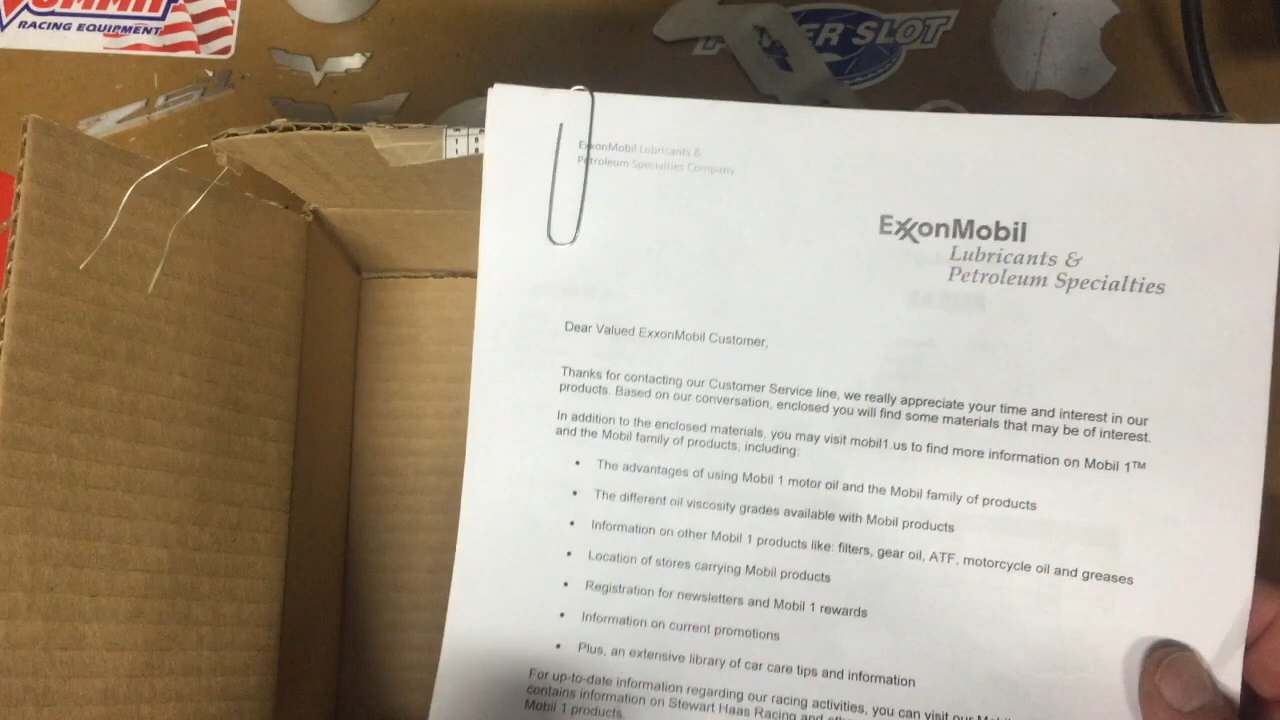 SUMMIT
RACING EQUIPMENT
Z51
SLOT
ExxonMobil Lubricants &
Petroleum Specialties Company
ExxonMobil
Lubricants &
Petroleum Specialties
Dear Valued ExxonMobil Customer,
Thanks for contacting our Customer Service line, we really appreciate your time and interest in our
products. Based on our conversation, enclosed you will find some materials that may be of interest.
In addition to the enclosed materials, you may visit mobil1.us to find more information on Mobil 1™
and the Mobil family of products, including:
• The advantages of using Mobil 1 motor oil and the Mobil family of products
• The different oil viscosity grades available with Mobil products
• Information on other Mobil 1 products like: filters, gear oil, ATF, motorcycle oil and greases
• Location of stores carrying Mobil products
• Registration for newsletters and Mobil 1 rewards
• Information on current promotions
• Plus, an extensive library of car care tips and information
For up-to-date information regarding our racing activities, you can visit our
contains information on Stewart Haas Racing and
Mobil 1 products.